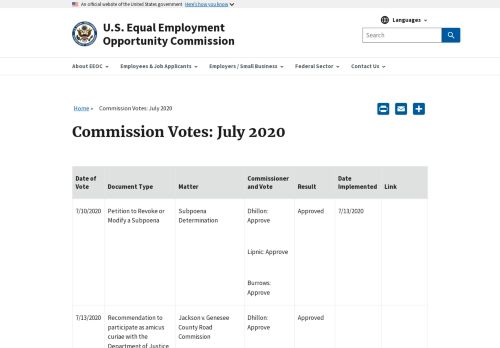 An official website of the United States government Here's how you know
Languages
U.S. Equal Employment
Opportunity Commission
Search
About EEOC
Employees & Job Applicants
Employers / Small Business
Federal Sector
Contact Us
Home » Commission Votes: July 2020
Commission Votes: July 2020
Date of Vote Document Type Matter Commissioner and Vote Result Date Implemented Link
7/10/2020 Petition to Revoke or Modify a Subpoena Subpoena Determination Dhillon: Approve Approved 7/13/2020
Lipnic: Approve
Burrows: Approve
7/13/2020 Recommendation to participate as amicus curiae with the Department of Justice Jackson v. Genesee County Road Commission Dhillon: Approve Approved